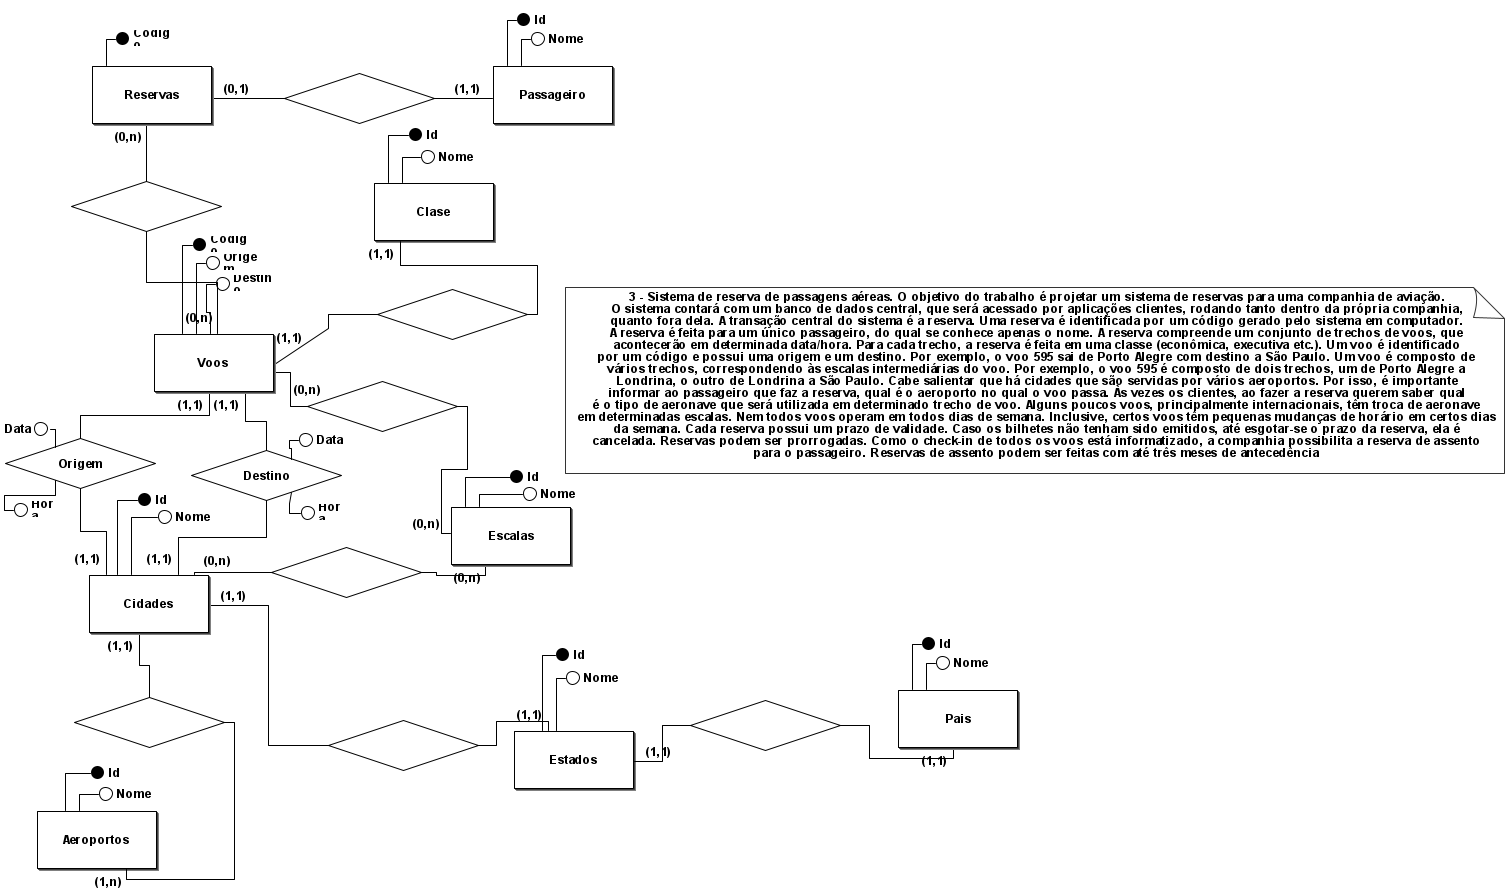 Id
Nome
Reservas
(0,1)
(1,1)
Passageiro
(0,n)
Id
Nome
Clase
(1,1)
(0,n)
(1,1)
Voos
(0,n)
(1,1)
(1,1)
Data
Origem
Data
Destino
Id
Nome
Id
Nome
(0,n)
Escalas
(0,n)
(1,1)
(1,1)
(0,n)
Cidades
(1,1)
(1,1)
Id
Nome
(1,1)
Estados
(1,1)
Id
Nome
Pais
(1,1)
Id
Nome
Aeroportos
(1,n)
3 - Sistema de reserva de passagens aéreas. O objetivo do trabalho é projetar um sistema de reservas para uma companhia de aviação.
O sistema contará com um banco de dados central, que será acessado por aplicações clientes, rodando tanto dentro da própria companhia,
quanto fora dela. A transação central do sistema é a reserva. Uma reserva é identificada por um código gerado pelo sistema em computador.
A reserva é feita para um único passageiro, do qual se conhece apenas o nome. A reserva compreende um conjunto de trechos de voos, que
acontecerão em determinada data/hora. Para cada trecho, a reserva é feita em uma classe (econômica, executiva etc.). Um voo é identificado
por um código e possui uma origem e um destino. Por exemplo, o voo 595 sai de Porto Alegre com destino a São Paulo. Um voo é composto de
vários trechos, correspondendo às escalas intermediárias do voo. Por exemplo, o voo 595 é composto de dois trechos, um de Porto Alegre a
Londrina, o outro de Londrina a São Paulo. Cabe salientar que há cidades que são servidas por vários aeroportos. Por isso, é importante
informar ao passageiro que faz a reserva, qual é o aeroporto no qual o voo passa. As vezes os clientes, ao fazer a reserva querem saber qual
é o tipo de aeronave que será utilizada em determinado trecho de voo. Alguns poucos voos, principalmente internacionais, têm troca de aeronave
em determinadas escalas. Nem todos voos operam em todos dias de semana. Inclusive, certos voos têm pequenas mudanças de horário em certos dias
da semana. Cada reserva possui um prazo de validade. Caso os bilhetes não tenham sido emitidos, até esgotar-se o prazo da reserva, ela é
cancelada. Reservas podem ser prorrogadas. Como o check-in de todos os voos está informatizado, a companhia possibilita a reserva de assento
para o passageiro. Reservas de assento podem ser feitas com até três meses de antecedência